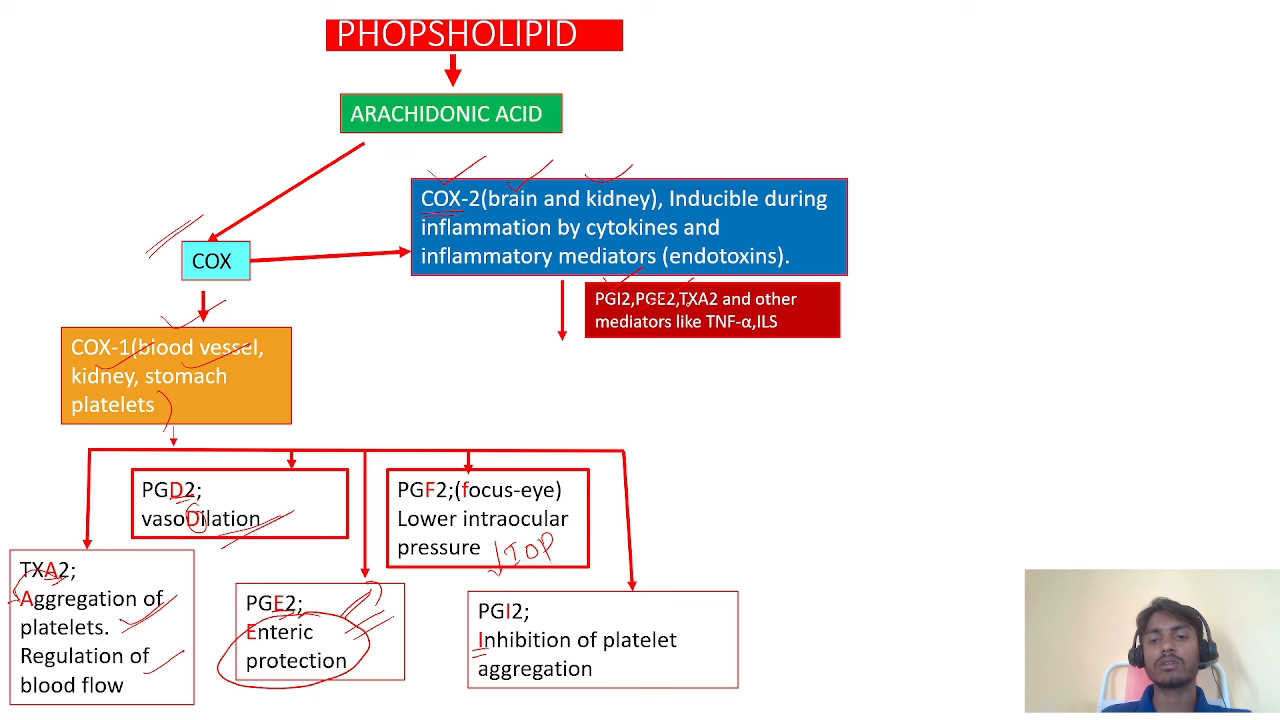 PHOPSHOLIPID
ARACHIDONIC ACID
COX-2(brain and kidney), Inducible during
inflammation by cytokines and
inflammatory mediators (endotoxins).
COX
PGI2,PGE2,TXA2 and other
mediators like TNF-α,ILS
COX-1(blood vessel,
kidney, stomach
platelets
PGD2;
vasoDilation
PGF2;(focus-eye)
Lower intraocular
pressure
↓IOP
TXA2;
Aggregation of
platelets.
Regulation of
blood flow
PGE2;
Enteric
protection
PGI2;
Inhibition of platelet
aggregation